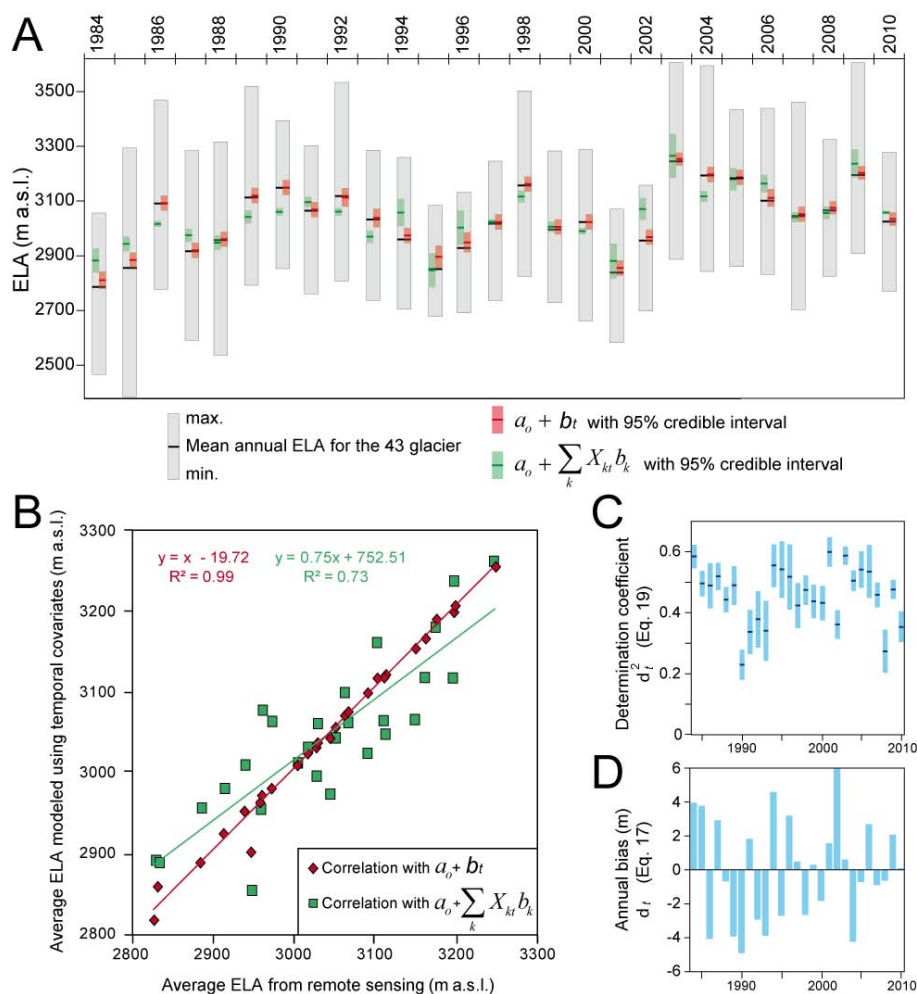 A
1984 1986 1988 1990 1992 1994 1996 1998 2000 2002 2004 2006 2008 2010
3500
3300
3100
2900
2700
2500
ELA (m a.s.l.)
max.
Mean annual ELA for the 43 glacier
min.
a_o + b_t with 95% credible interval
a_o + ∑_k X_kt b_k with 95% credible interval
B
3300
3200
3100
3000
2900
2800
Average ELA modeled using temporal covariates (m a.s.l.)
y = x - 19.72
R² = 0.99
y = 0.75x + 752.51
R² = 0.73
Correlation with a_o + b_t
Correlation with a_o + ∑_k X_kt b_k
2800 2900 3000 3100 3200 3300
Average ELA from remote sensing (m a.s.l.)
C
Determination coefficient
d_t² (Eq. 19)
0.6
0.4
0.2
0
1990 2000 2010
D
Annual bias (m)
d_t (Eq. 17)
6
4
2
0
-2
-4
-6
1990 2000 2010